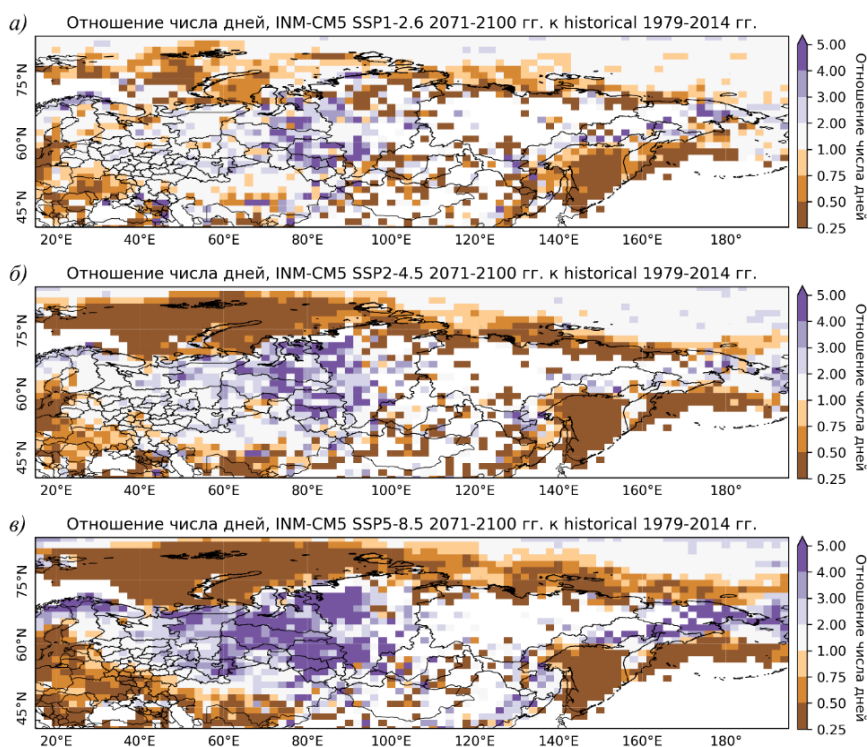 а) Отношение числа дней, INM-CM5 SSP1-2.6 2071-2100 гг. к historical 1979-2014 гг.
75°N
60°N
45°N
20°E 40°E 60°E 80°E 100°E 120°E 140°E 160°E 180°
5.00
4.00
3.00
2.00
1.00
0.75
0.50
0.25
Отношение числа дней
б) Отношение числа дней, INM-CM5 SSP2-4.5 2071-2100 гг. к historical 1979-2014 гг.
75°N
60°N
45°N
20°E 40°E 60°E 80°E 100°E 120°E 140°E 160°E 180°
5.00
4.00
3.00
2.00
1.00
0.75
0.50
0.25
Отношение числа дней
в) Отношение числа дней, INM-CM5 SSP5-8.5 2071-2100 гг. к historical 1979-2014 гг.
75°N
60°N
45°N
20°E 40°E 60°E 80°E 100°E 120°E 140°E 160°E 180°
5.00
4.00
3.00
2.00
1.00
0.75
0.50
0.25
Отношение числа дней